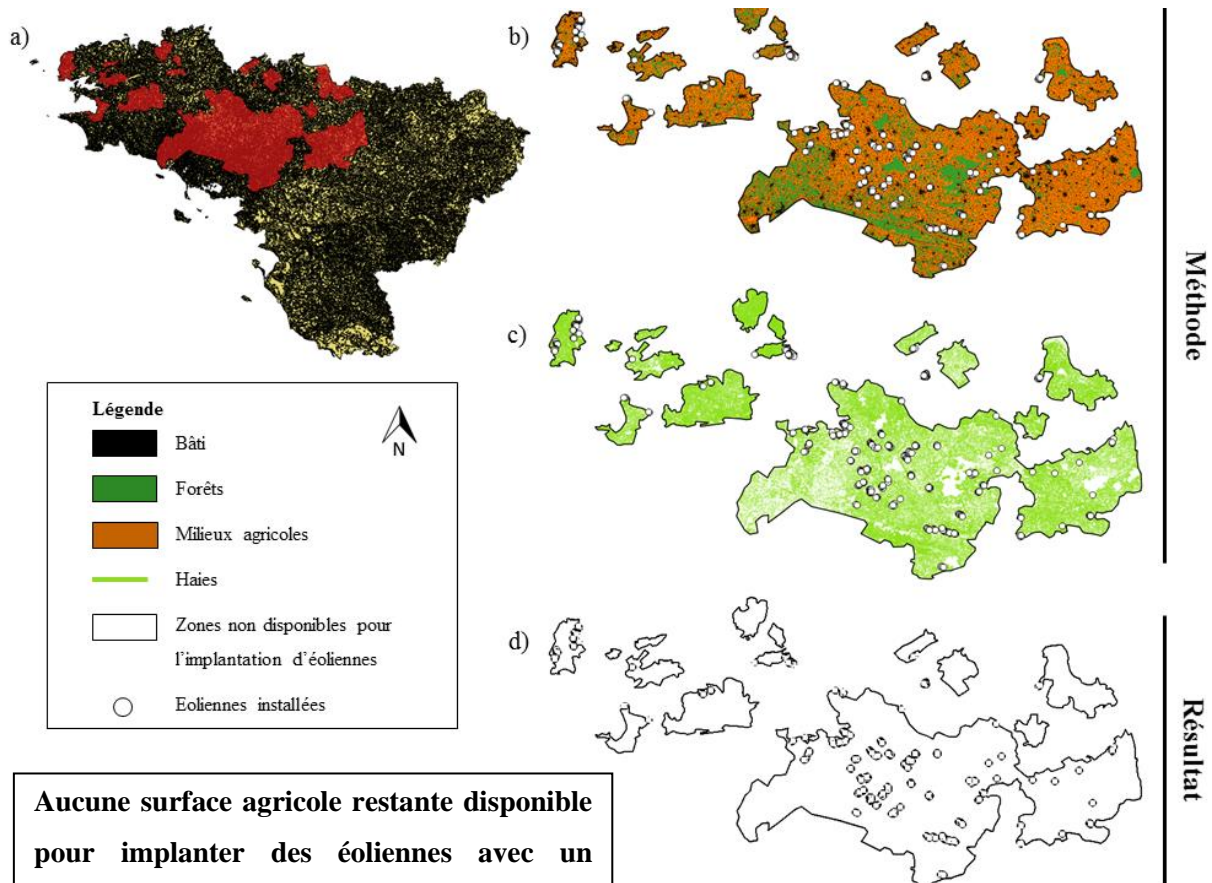 a)
b)
c)
d)
Légende
Bâti
Forêts
Milieux agricoles
Haies
Zones non disponibles pour
l'implantation d'éoliennes
Eoliennes installées
N
Méthode
Résultat
Aucune surface agricole restante disponible
pour implanter des éoliennes avec un